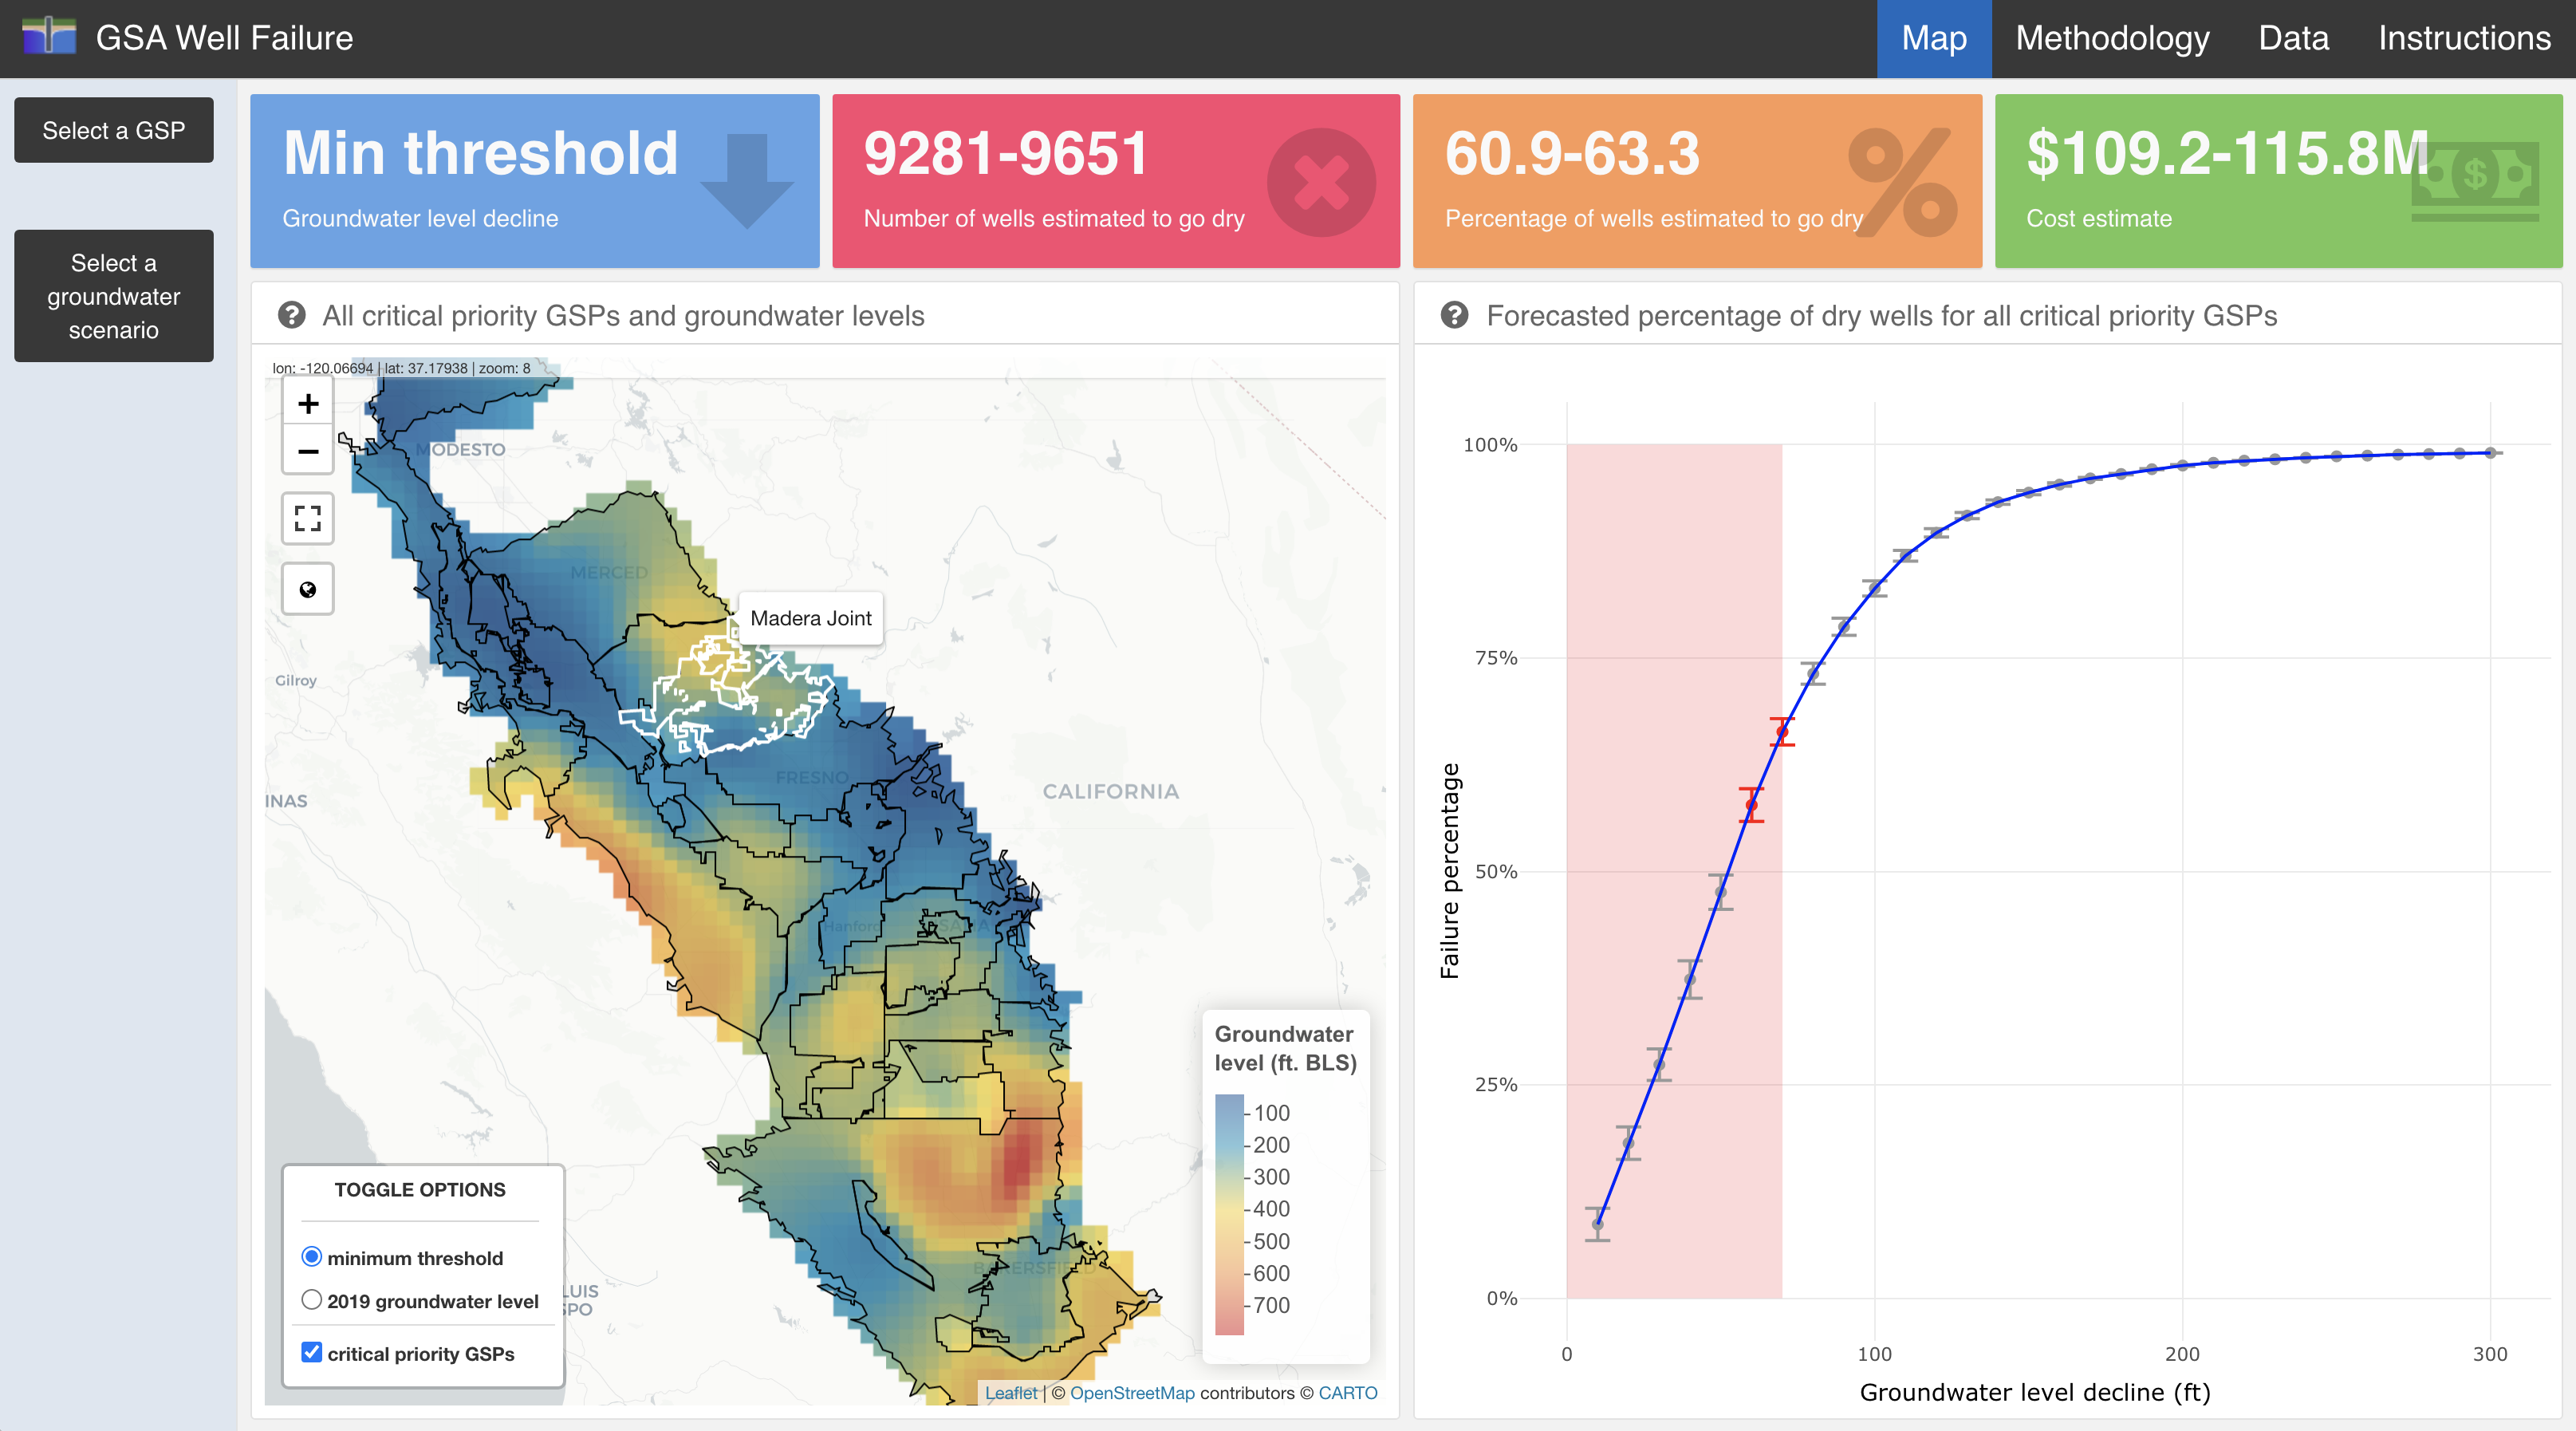 GSA Well Failure
Map Methodology Data Instructions
Select a GSP
Select a
groundwater
scenario
Min threshold
Groundwater level decline
9281-9651
Number of wells estimated to go dry
60.9-63.3
Percentage of wells estimated to go dry
$109.2-115.8M
Cost estimate
All critical priority GSPs and groundwater levels
lon: -120.06694 | lat: 37.17938 | zoom: 8
+
−
MODESTO
MERCED
Madera Joint
Gilroy
FRESNO
CALIFORNIA
INAS
Hanford
SALIA
BAKERSFIELD
LUIS
SPO
Groundwater
level (ft. BLS)
100
200
300
400
500
600
700
TOGGLE OPTIONS
minimum threshold
2019 groundwater level
critical priority GSPs
Leaflet | © OpenStreetMap contributors © CARTO
Forecasted percentage of dry wells for all critical priority GSPs
Failure percentage
100%
75%
50%
25%
0%
0 100 200 300
Groundwater level decline (ft)